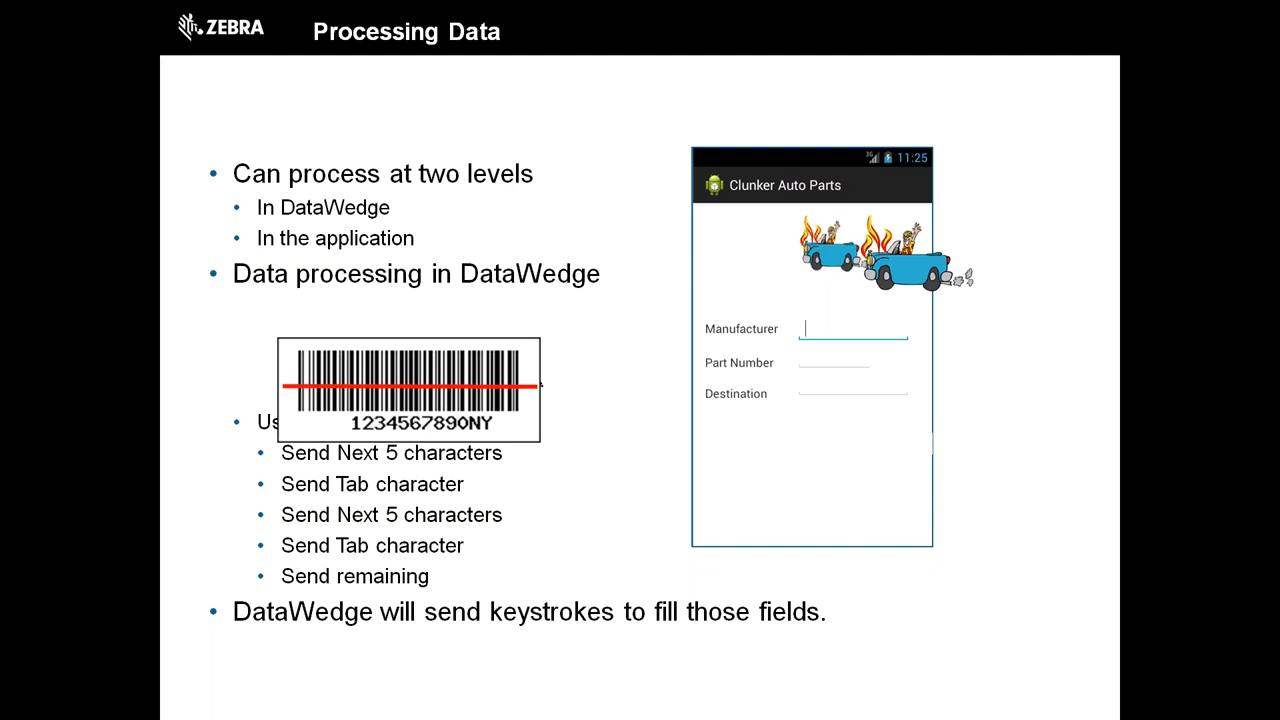 ZEBRA
Processing Data
• Can process at two levels
• In DataWedge
• In the application
• Data processing in DataWedge
1234567890NY
• Send Next 5 characters
• Send Tab character
• Send Next 5 characters
• Send Tab character
• Send remaining
• DataWedge will send keystrokes to fill those fields.
3G 11:25
Clunker Auto Parts
Manufacturer
Part Number
Destination